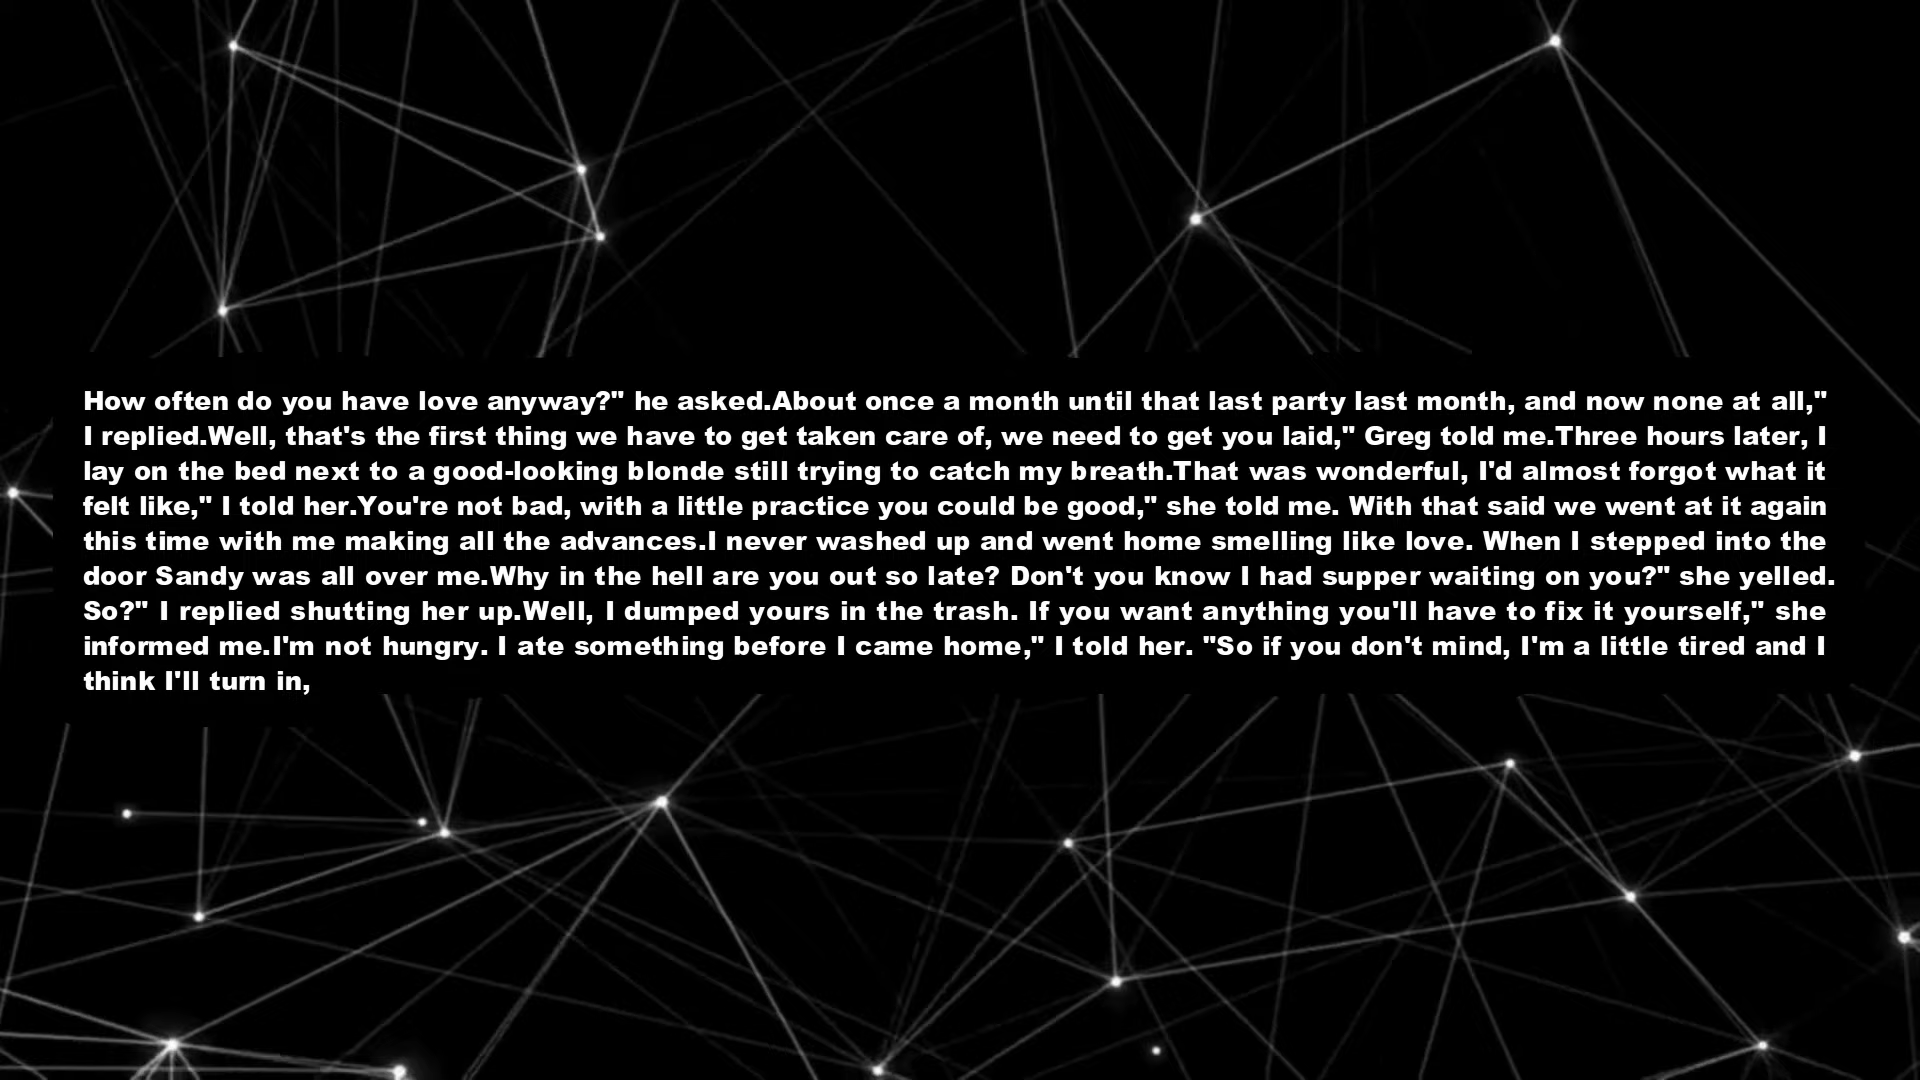 How often do you have love anyway?" he asked.About once a month until that last party last month, and now none at all,"
I replied.Well, that's the first thing we have to get taken care of, we need to get you laid," Greg told me.Three hours later, I
lay on the bed next to a good-looking blonde still trying to catch my breath.That was wonderful, I'd almost forgot what it
felt like," I told her.You're not bad, with a little practice you could be good," she told me. With that said we went at it again
this time with me making all the advances.I never washed up and went home smelling like love. When I stepped into the
door Sandy was all over me.Why in the hell are you out so late? Don't you know I had supper waiting on you?" she yelled.
So?" I replied shutting her up.Well, I dumped yours in the trash. If you want anything you'll have to fix it yourself," she
informed me.I'm not hungry. I ate something before I came home," I told her. "So if you don't mind, I'm a little tired and I
think I'll turn in,